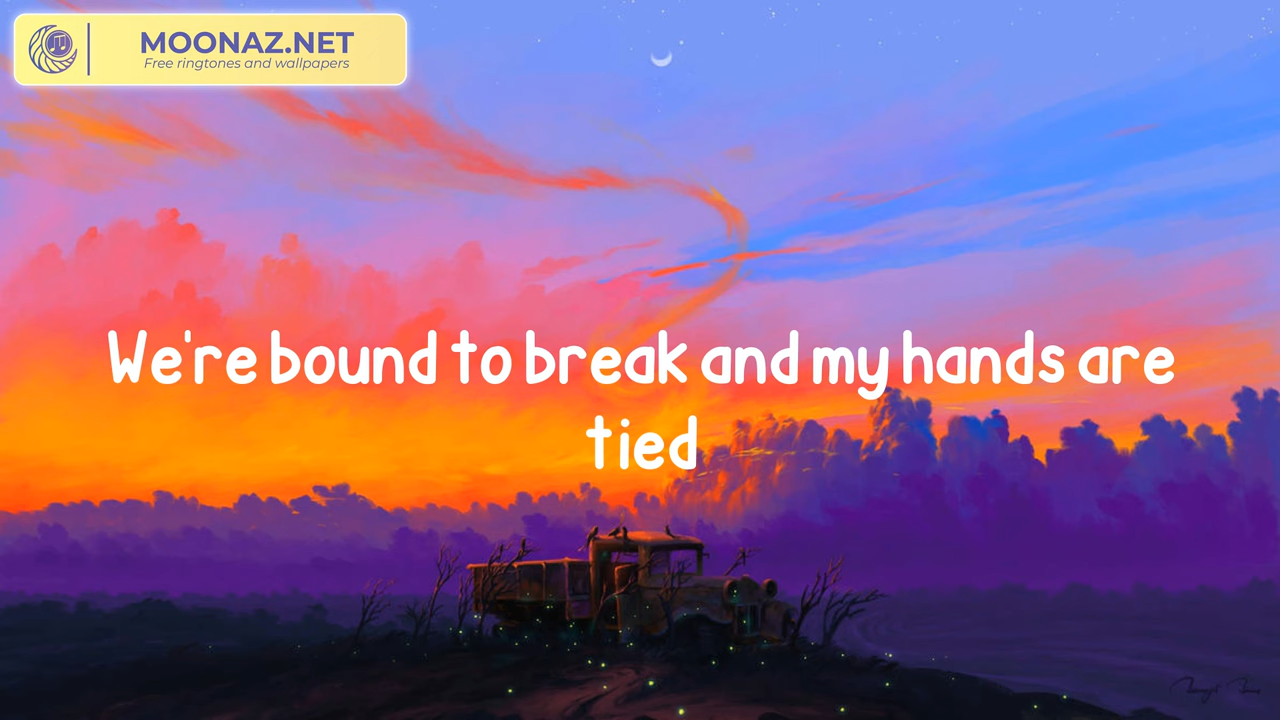 MOONAZ.NET
Free ringtones and wallpapers
We're bound to break and my hands are
tied